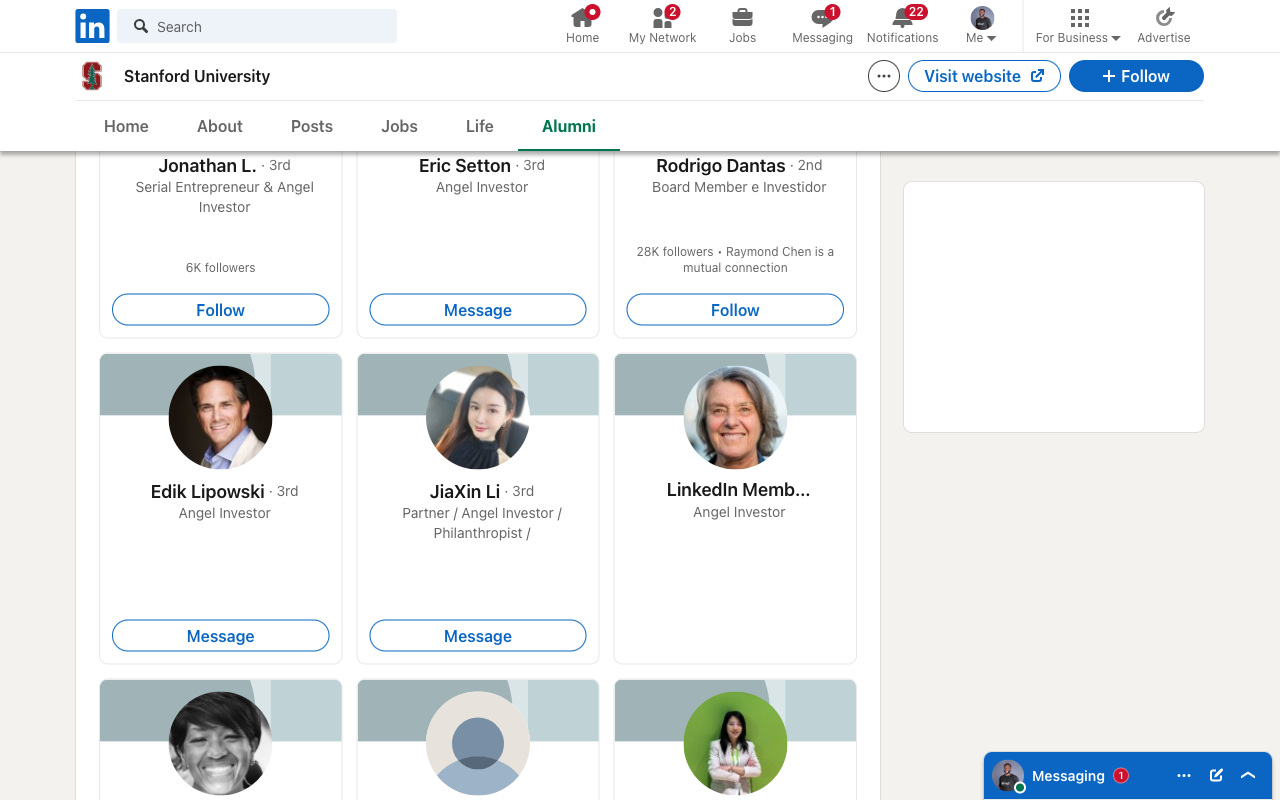 in
Search
Home
2
My Network
Jobs
1
Messaging
22
Notifications
Me
For Business
Advertise
Stanford University
Visit website
+ Follow
Home
About
Posts
Jobs
Life
Alumni
Jonathan L. · 3rd
Serial Entrepreneur & Angel
Investor
6K followers
Follow
Eric Setton · 3rd
Angel Investor
Message
Rodrigo Dantas · 2nd
Board Member e Investidor
28K followers • Raymond Chen is a
mutual connection
Follow
Edik Lipowski · 3rd
Angel Investor
Message
JiaXin Li · 3rd
Partner / Angel Investor /
Philanthropist /
Message
LinkedIn Memb...
Angel Investor
Messaging 1